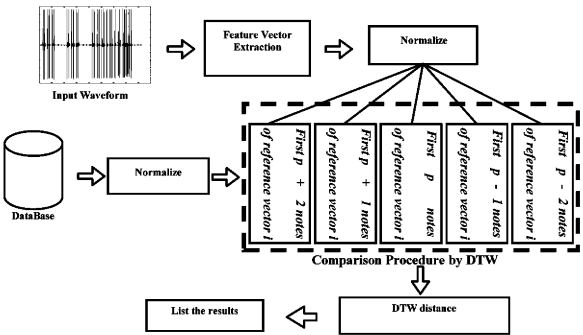 Feature Vector
Extraction
Normalize
Input Waveform
First p + 2 notes
of reference vector i
First p + 1 notes
of reference vector i
First p notes
of reference vector i
First p - 1 notes
of reference vector i
First p - 2 notes
of reference vector i
Normalize
DataBase
Comparison Procedure by DTW
List the results
DTW distance